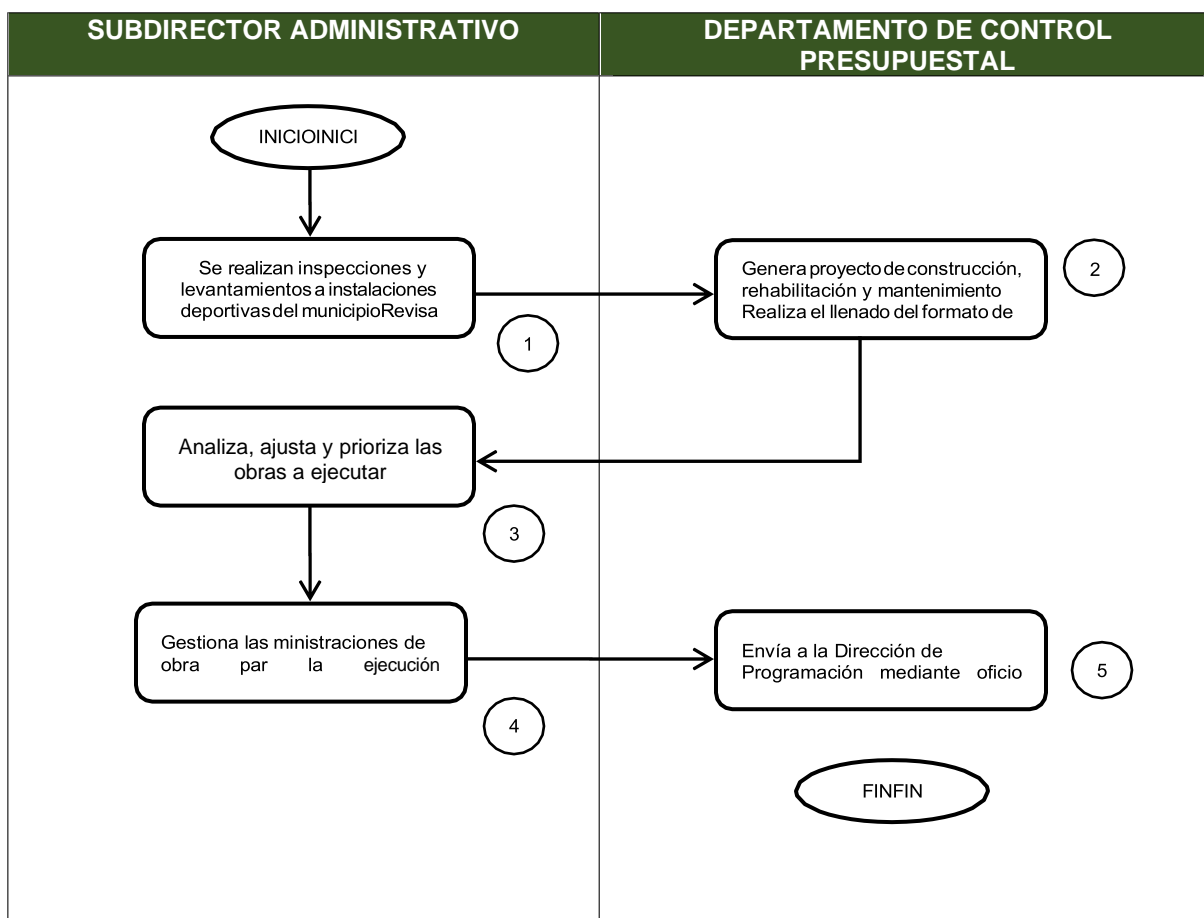 SUBDIRECTOR ADMINISTRATIVO
DEPARTAMENTO DE CONTROL
PRESUPUESTAL
INICIOINICI
Se realizan inspecciones y
levantamientos a instalaciones
deportivas del municipioRevisa
1
Genera proyecto de construcción,
rehabilitación y mantenimiento
Realiza el llenado del formato de
2
Analiza, ajusta y prioriza las
obras a ejecutar
3
Gestiona las ministraciones de
obra par la ejecución
4
Envía a la Dirección de
Programación mediante oficio
5
FINFIN